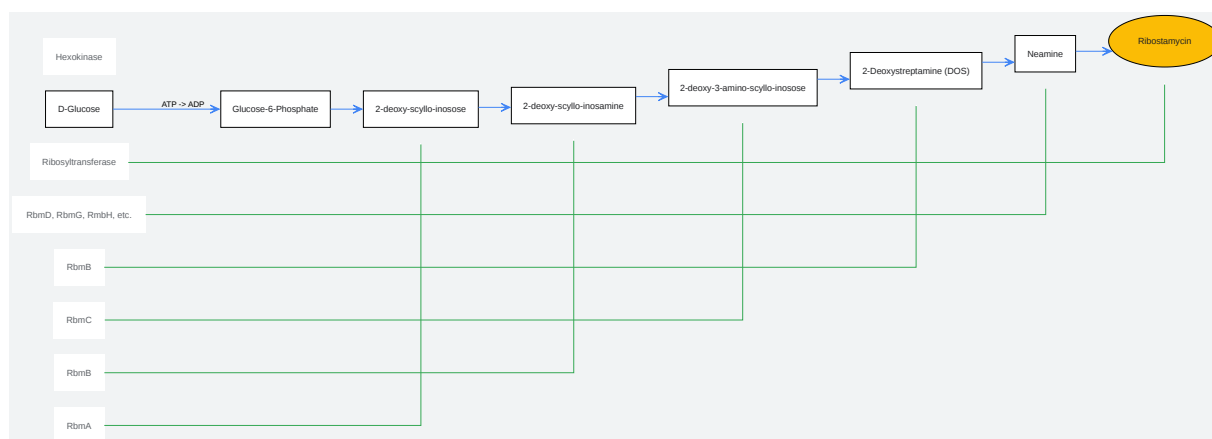 Ribostamycin
Hexokinase
Neamine
2-Deoxystreptamine (DOS)
2-deoxy-3-amino-scyllo-inosose
D-Glucose
ATP -> ADP
Glucose-6-Phosphate
2-deoxy-scyllo-inosose
2-deoxy-scyllo-inosamine
Ribosyltransferase
RbmD, RbmG, RmbH, etc.
RbmB
RbmC
RbmB
RbmA